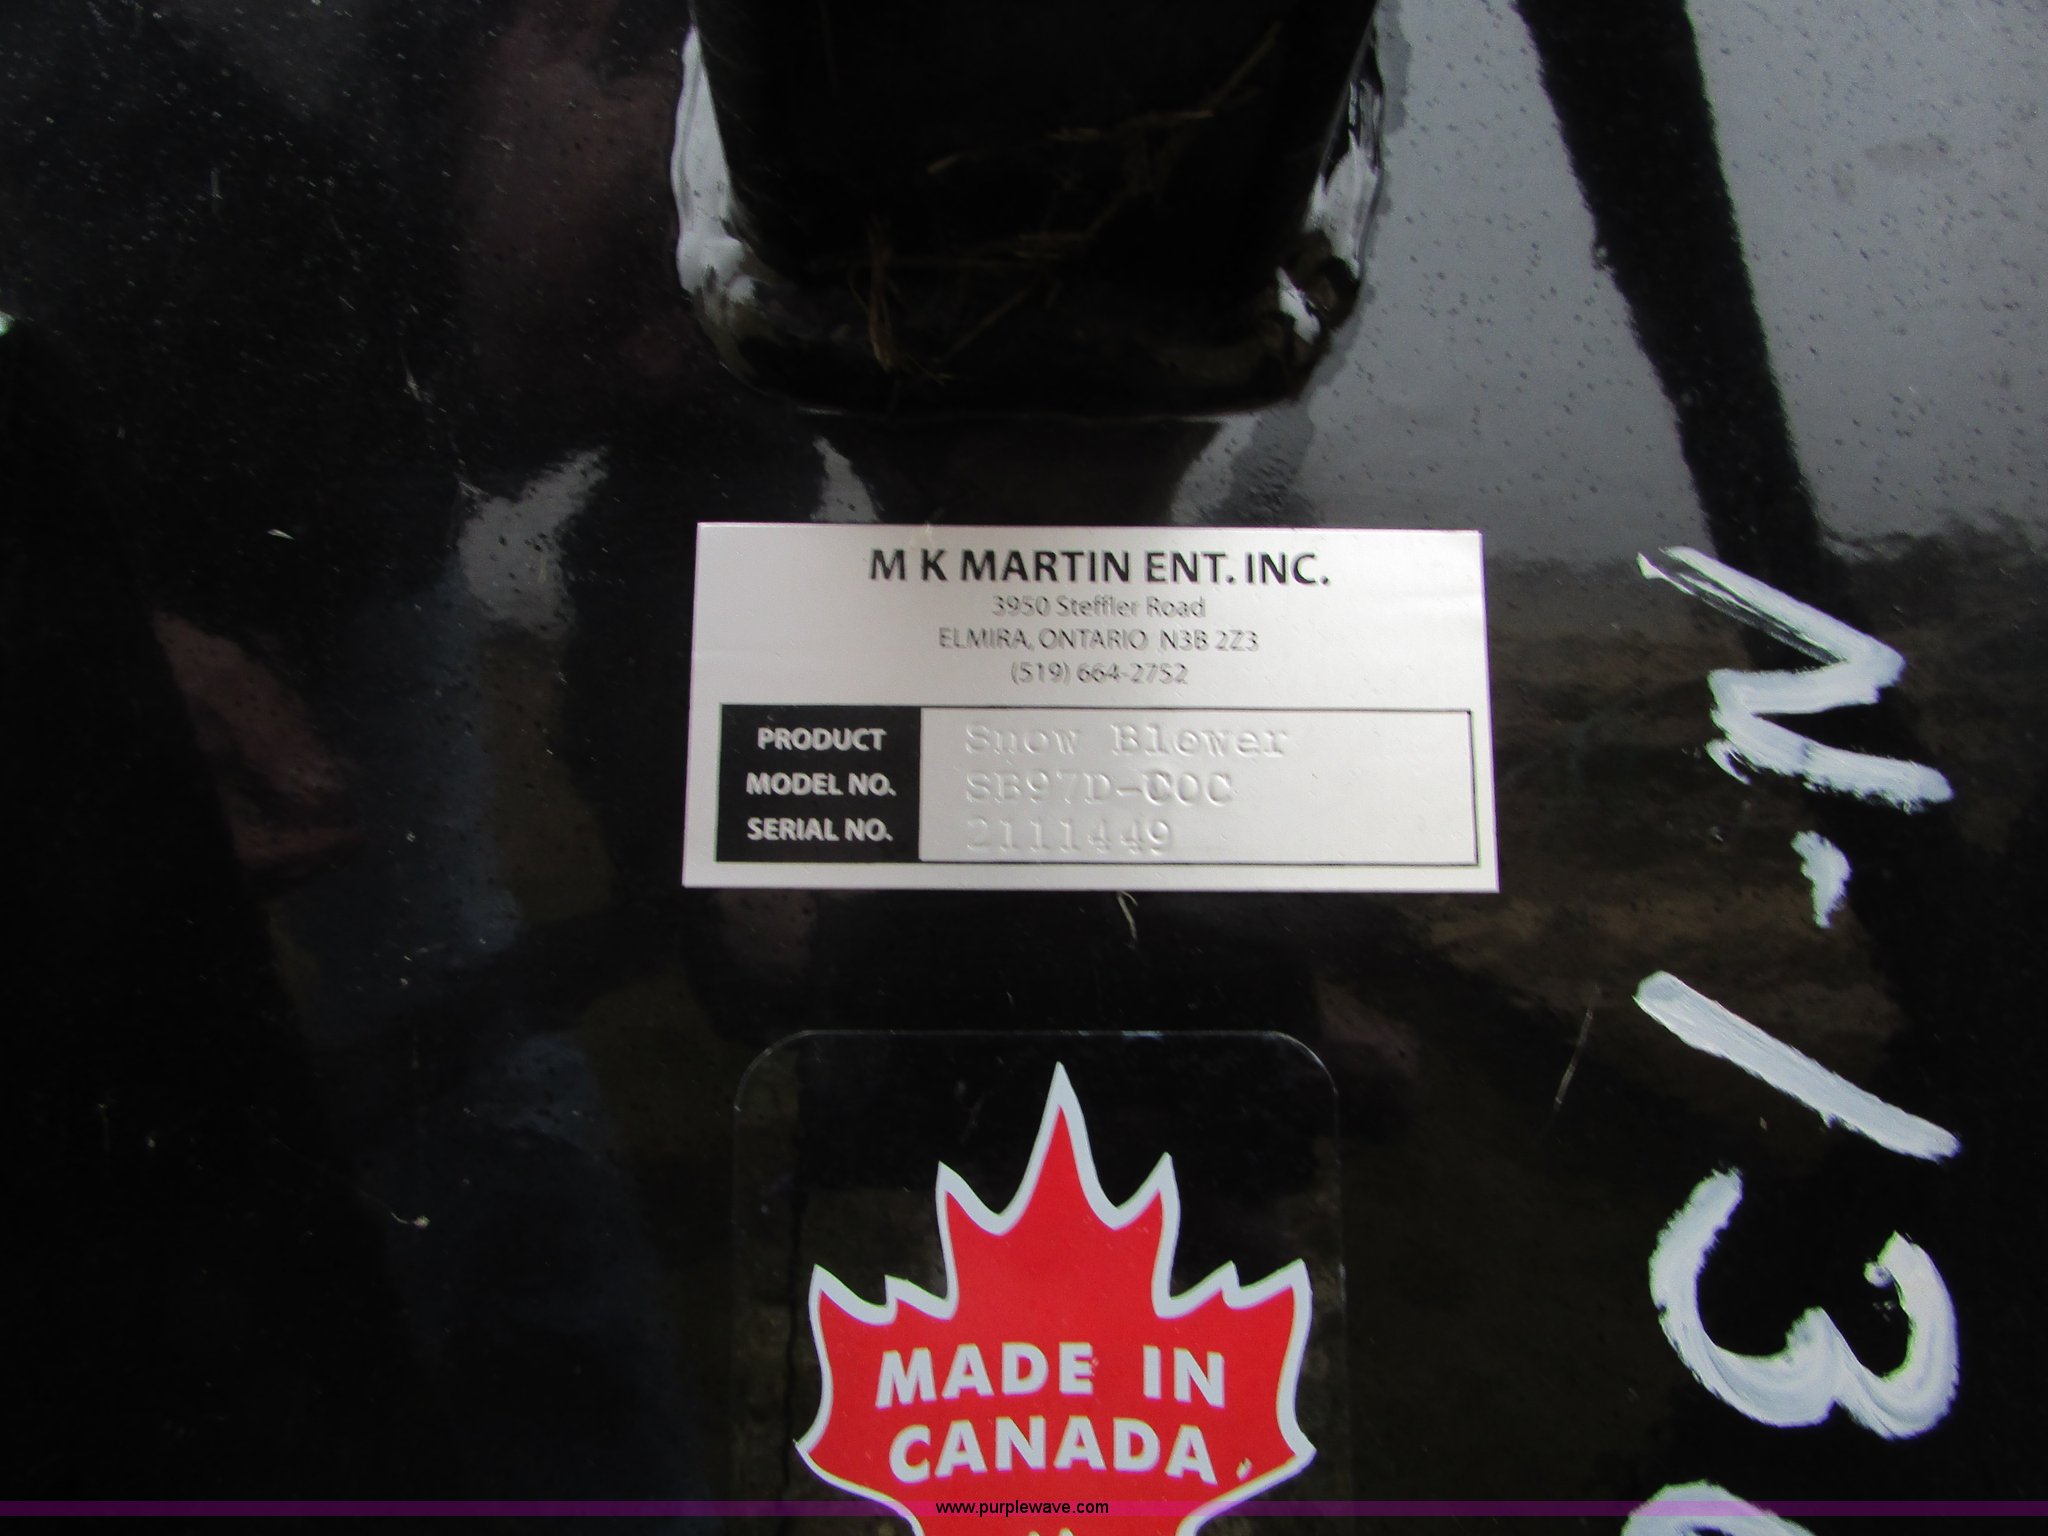 M K MARTIN ENT. INC.
3950 Steffler Road
ELMIRA, ONTARIO N3B 2Z3
(519) 664-2752
PRODUCT Snow Blower
MODEL NO. SB97D-COC
SERIAL NO. 2111449
MADE IN
CANADA
www.purplewave.com